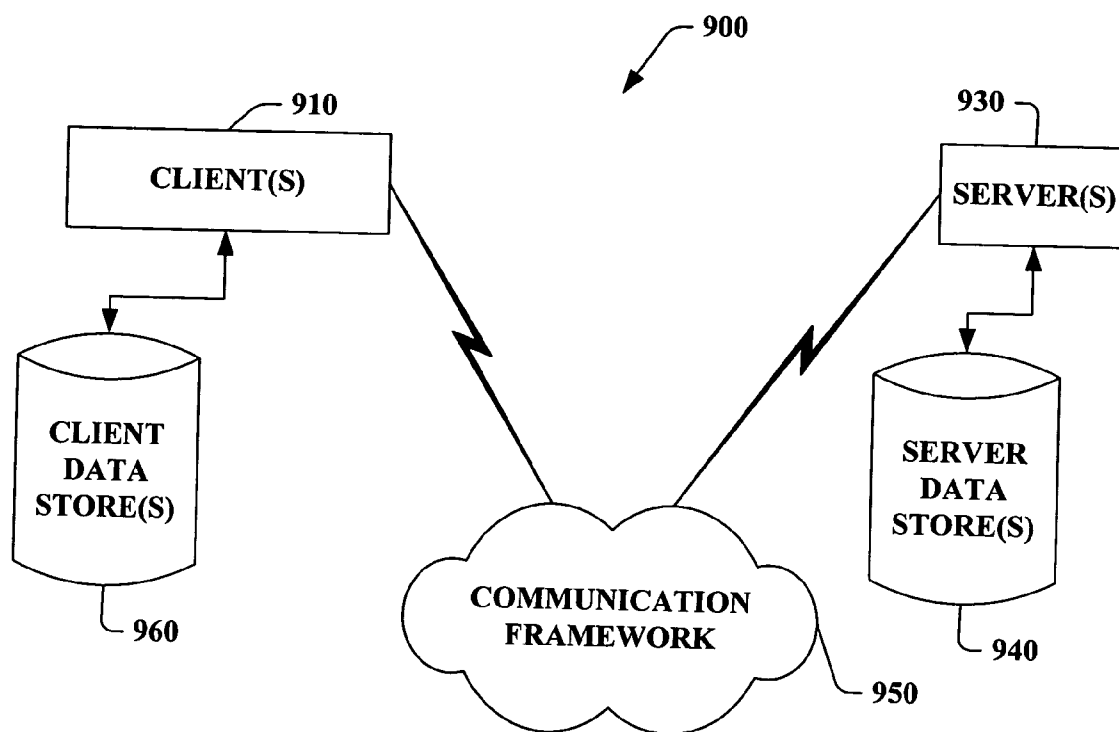 900
910
930
CLIENT(S)
SERVER(S)
CLIENT
DATA
STORE(S)
SERVER
DATA
STORE(S)
COMMUNICATION
FRAMEWORK
960
940
950